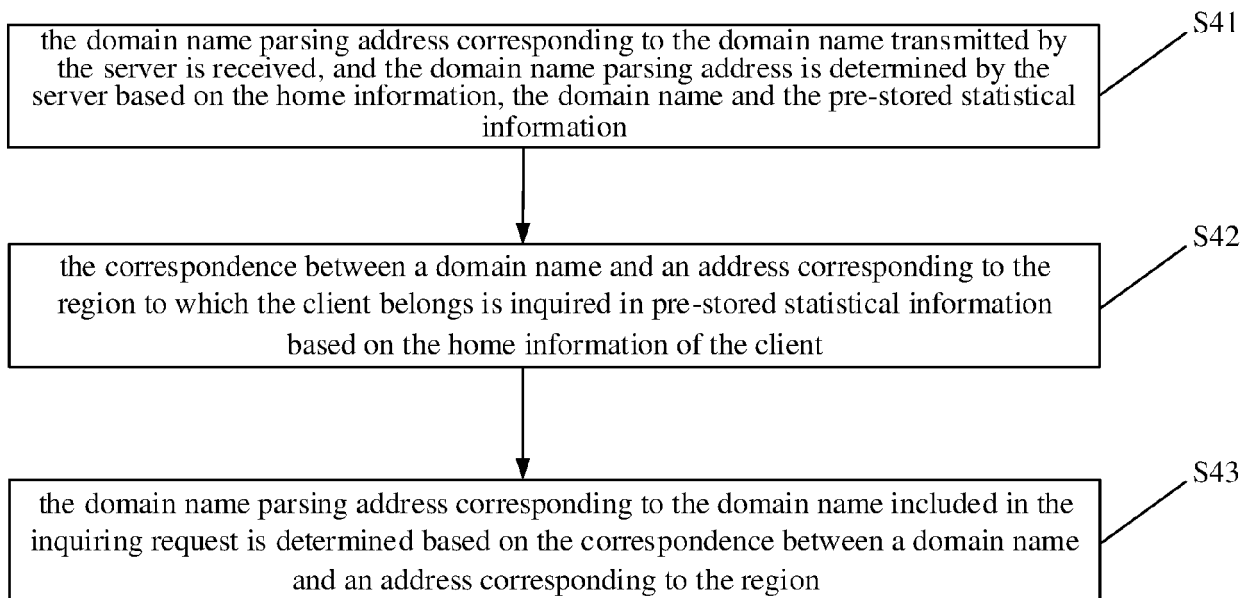 S41
the domain name parsing address corresponding to the domain name transmitted by
the server is received, and the domain name parsing address is determined by the
server based on the home information, the domain name and the pre-stored statistical
information
S42
the correspondence between a domain name and an address corresponding to the
region to which the client belongs is inquired in pre-stored statistical information
based on the home information of the client
S43
the domain name parsing address corresponding to the domain name included in the
inquiring request is determined based on the correspondence between a domain name
and an address corresponding to the region